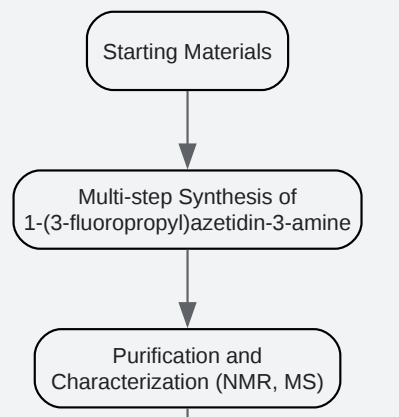 Starting Materials
Multi-step Synthesis of
1-(3-fluoropropyl)azetidin-3-amine
Purification and
Characterization (NMR, MS)